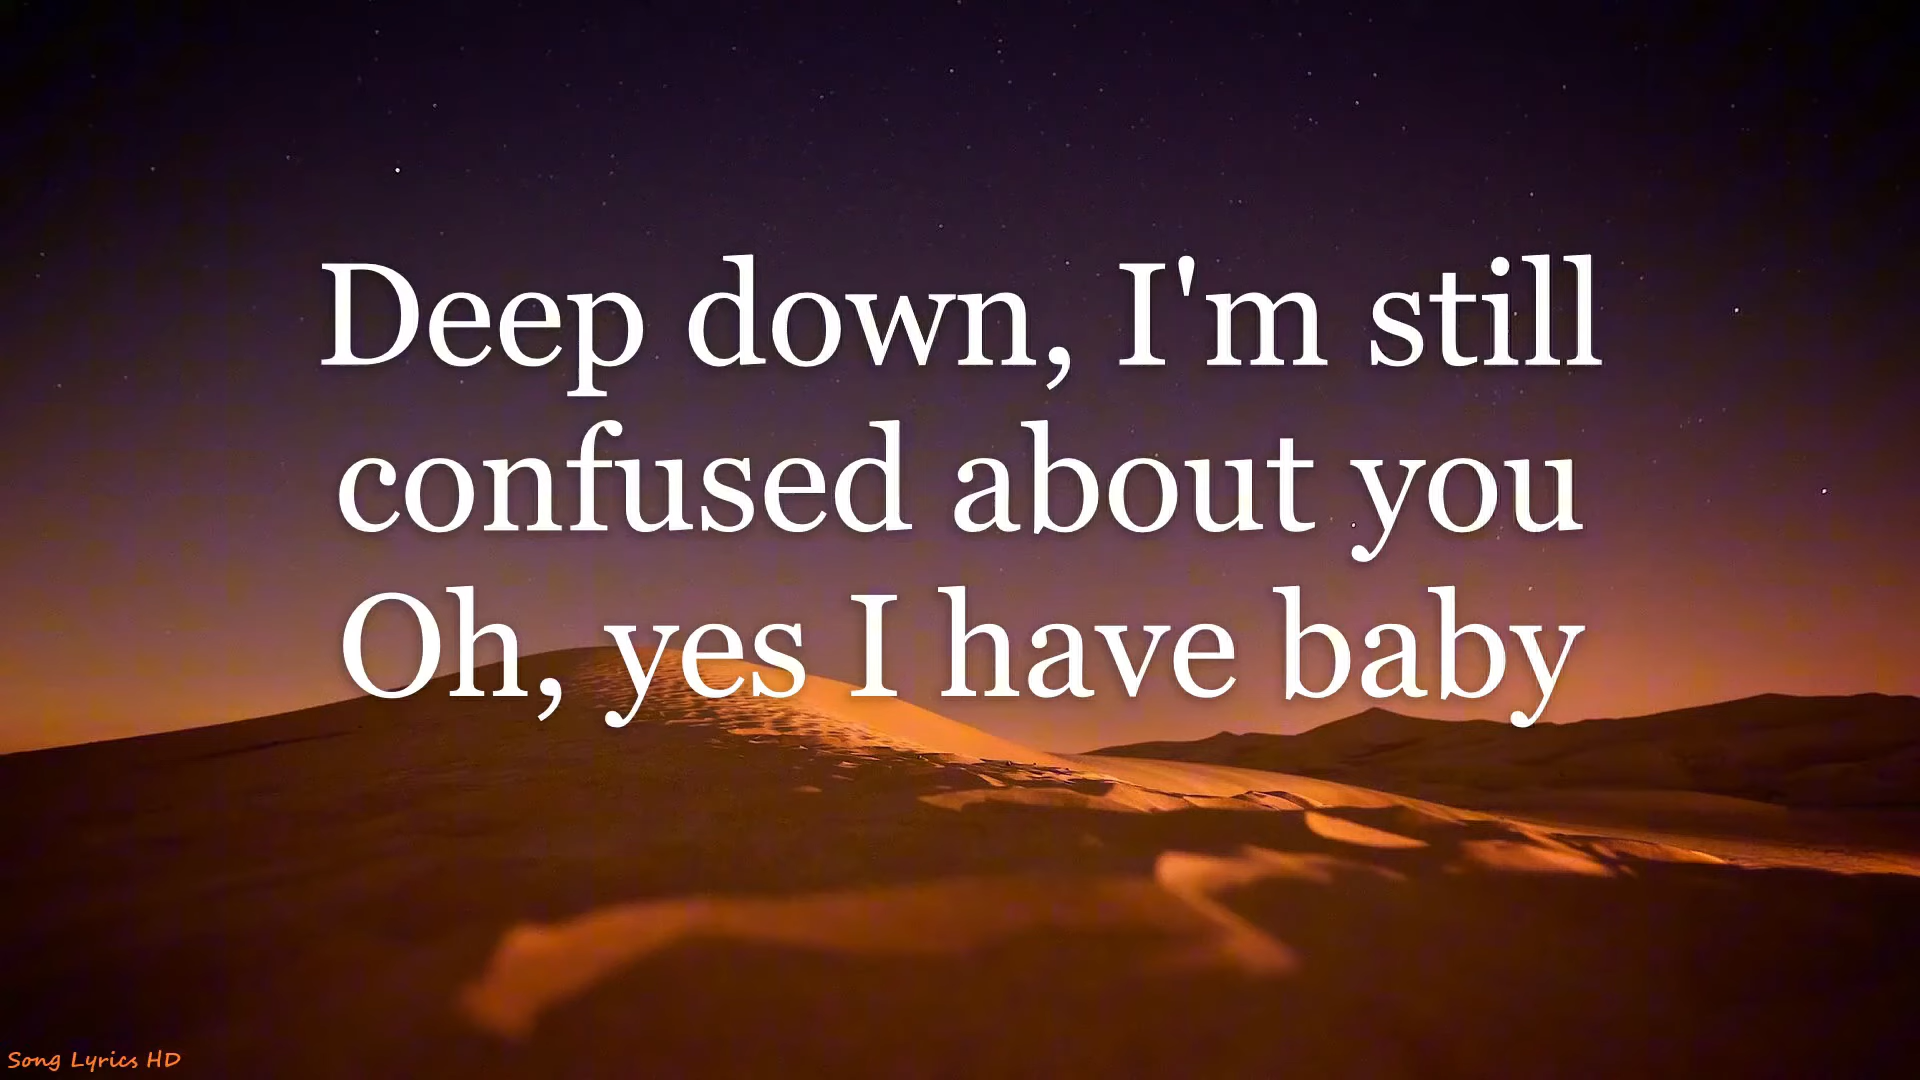 Deep down, I'm still
confused about you
Oh, yes I have baby
Song Lyrics HD